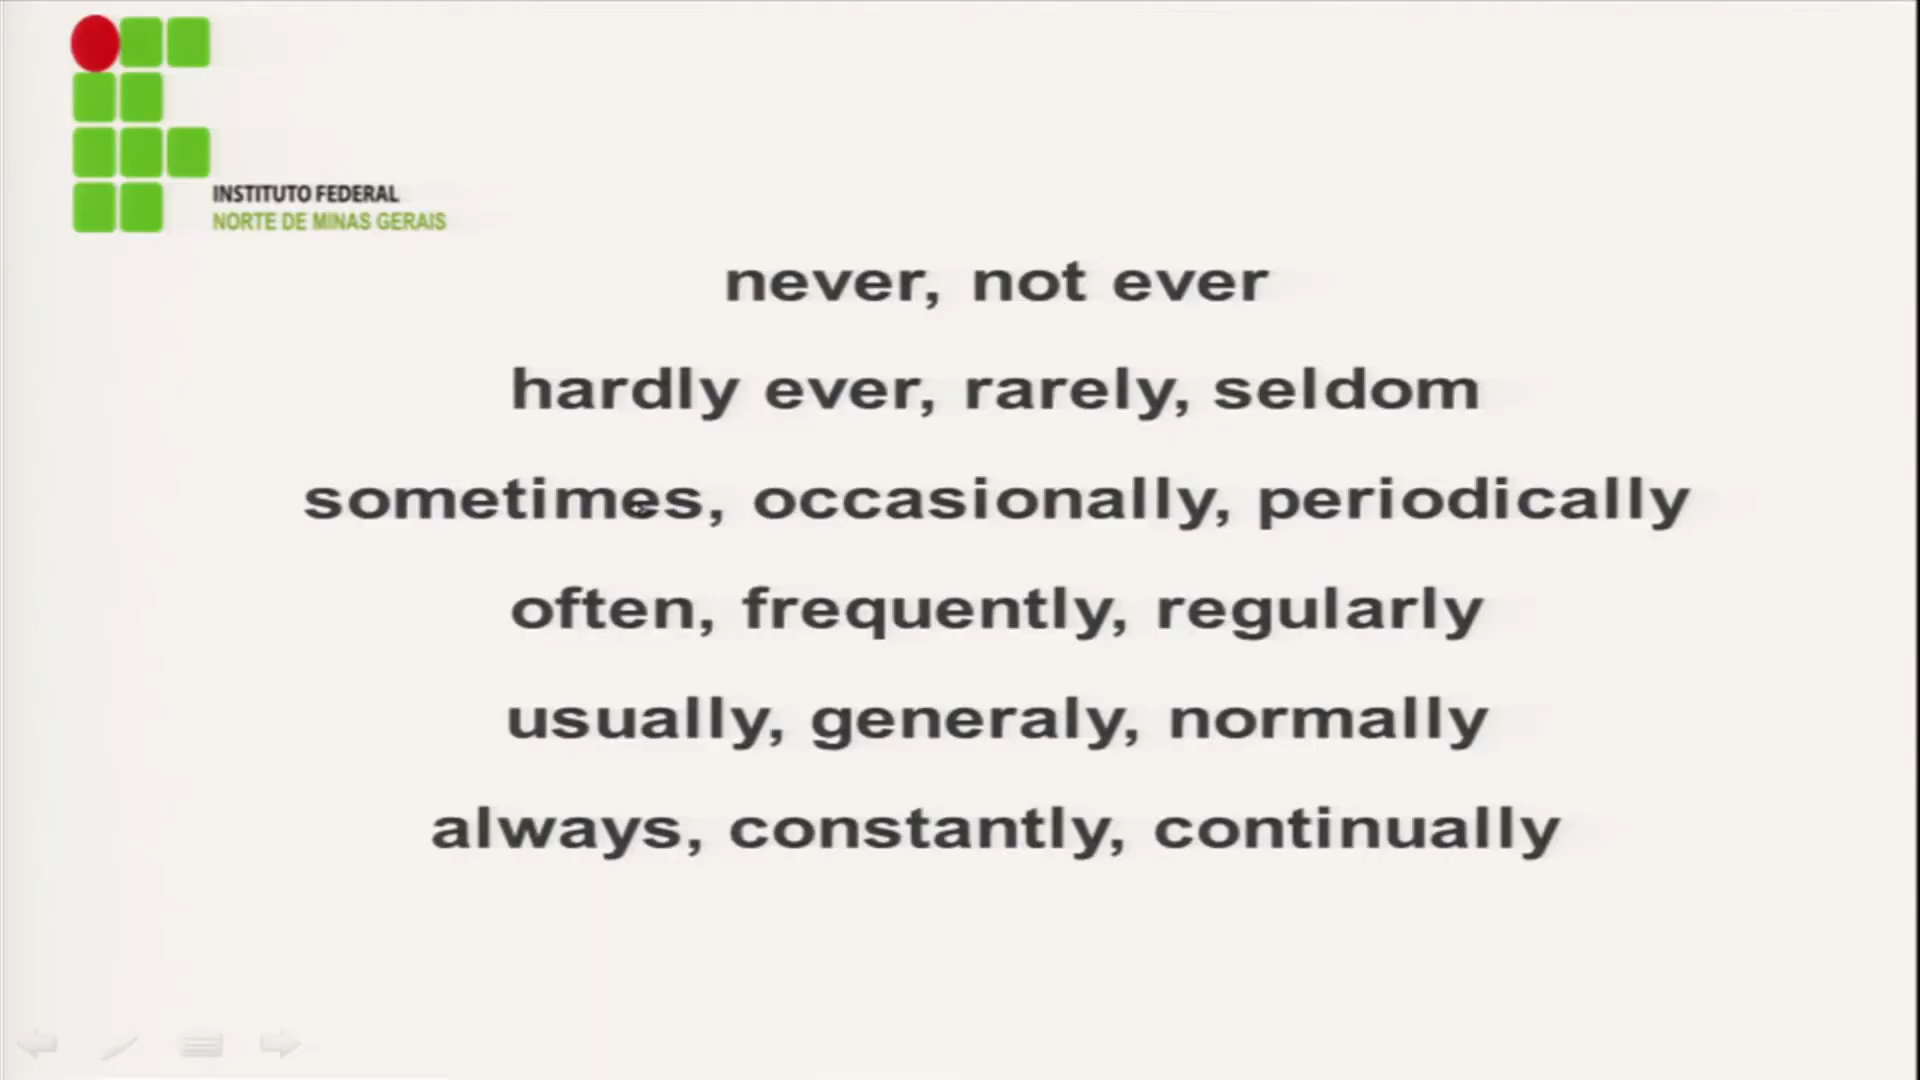 INSTITUTO FEDERAL
NORTE DE MINAS GERAIS
never, not ever
hardly ever, rarely, seldom
sometimes, occasionally, periodically
often, frequently, regularly
usually, generaly, normally
always, constantly, continually